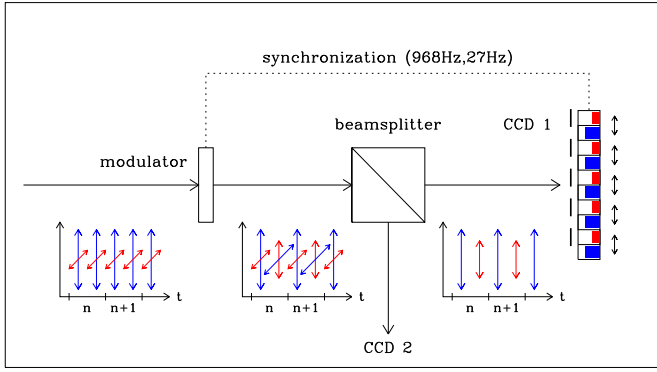 synchronization (968Hz,27Hz)
beamsplitter
CCD 1
modulator
t
n
n+1
t
n
n+1
t
n
n+1
CCD 2